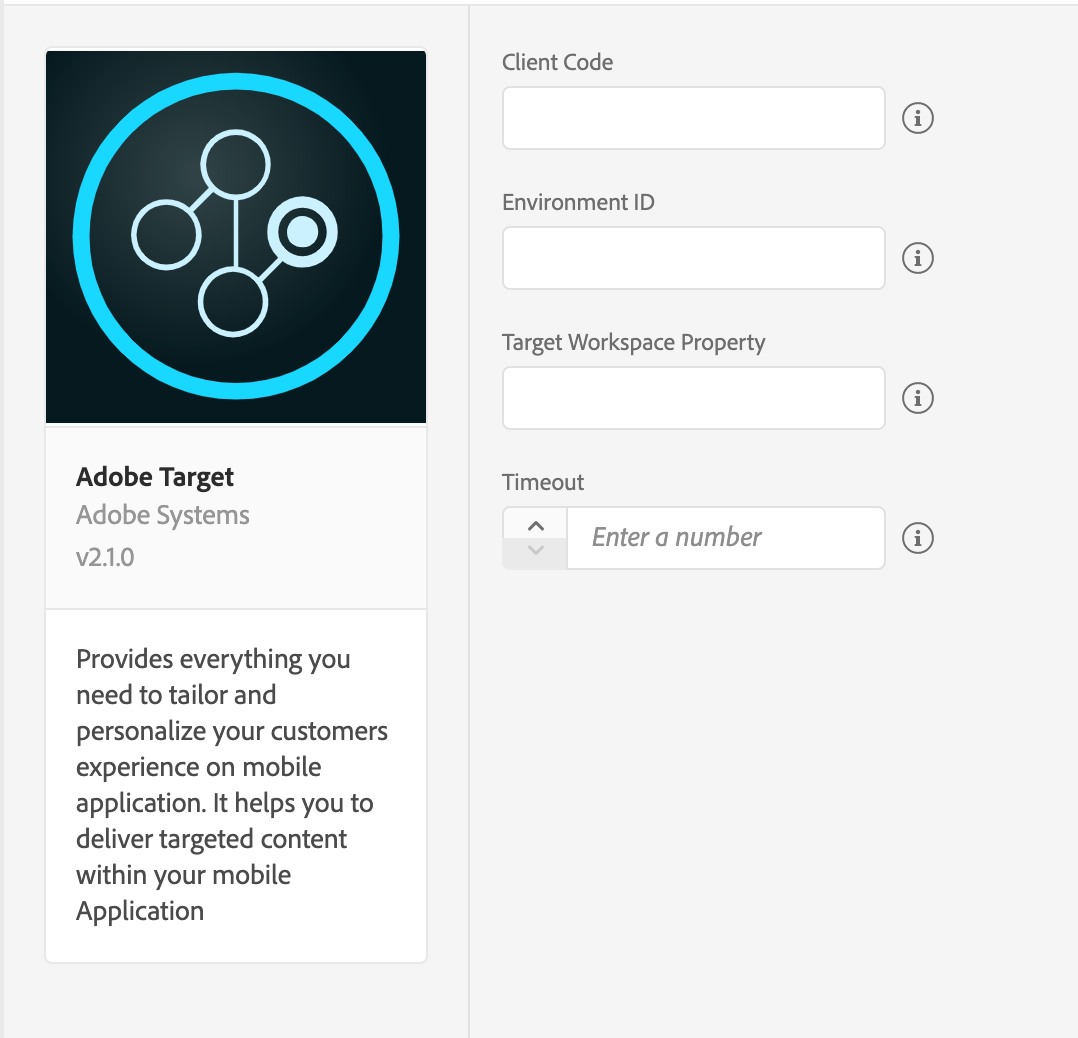 Adobe Target
Adobe Systems
v2.1.0
Provides everything you
need to tailor and
personalize your customers
experience on mobile
application. It helps you to
deliver targeted content
within your mobile
Application
Client Code
Environment ID
Target Workspace Property
Timeout
Enter a number